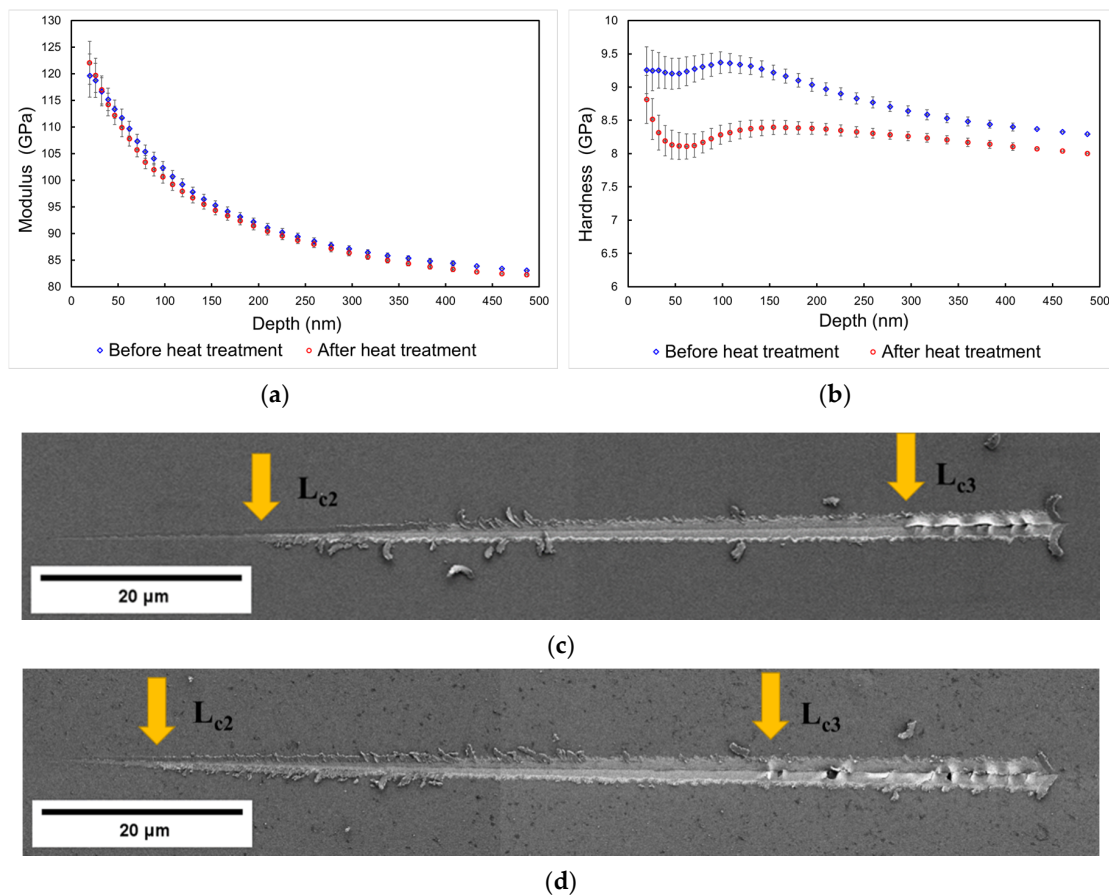 130
125
120
115
110
105
100
95
90
85
80
Modulus (GPa)
0 50 100 150 200 250 300 350 400 450 500
Depth (nm)
Before heat treatment After heat treatment
(a)
10
9.5
9
8.5
8
7.5
7
6.5
6
Hardness (GPa)
0 50 100 150 200 250 300 350 400 450 500
Depth (nm)
Before heat treatment After heat treatment
(b)
Lc2
Lc3
20 µm
(c)
Lc2
Lc3
20 µm
(d)